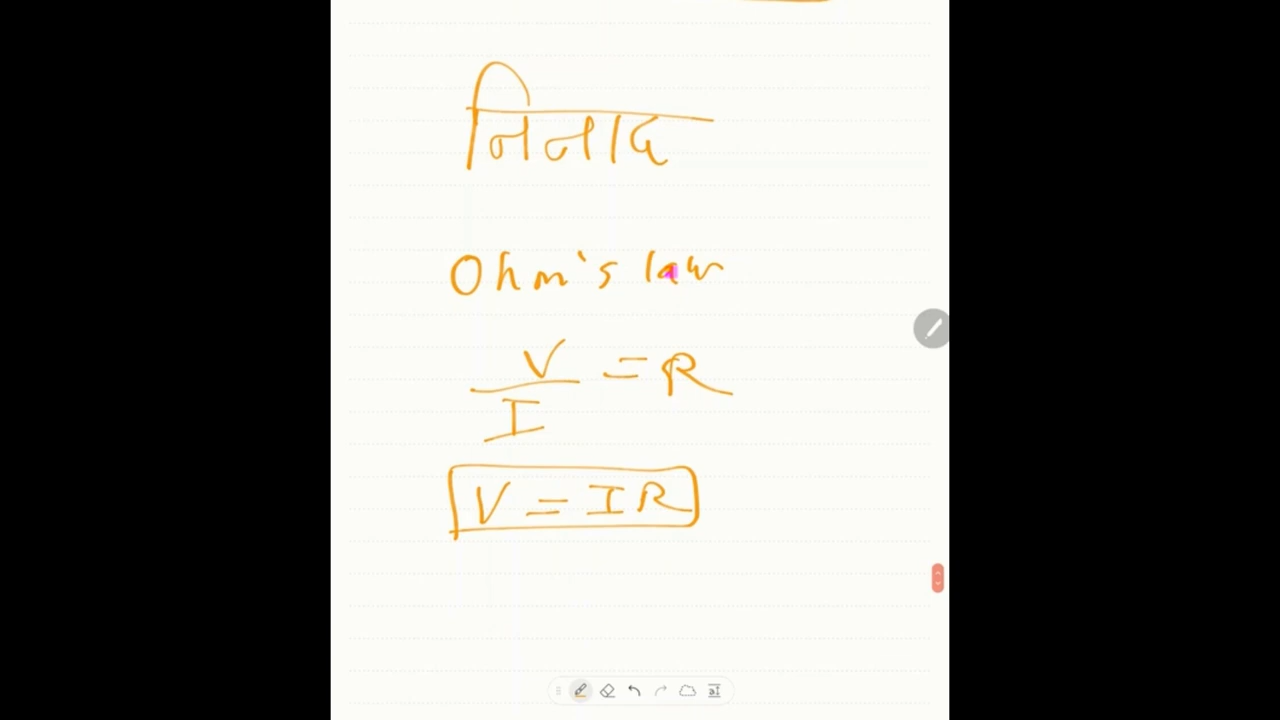 निनाद
Ohm's law
V/I = R
V = IR